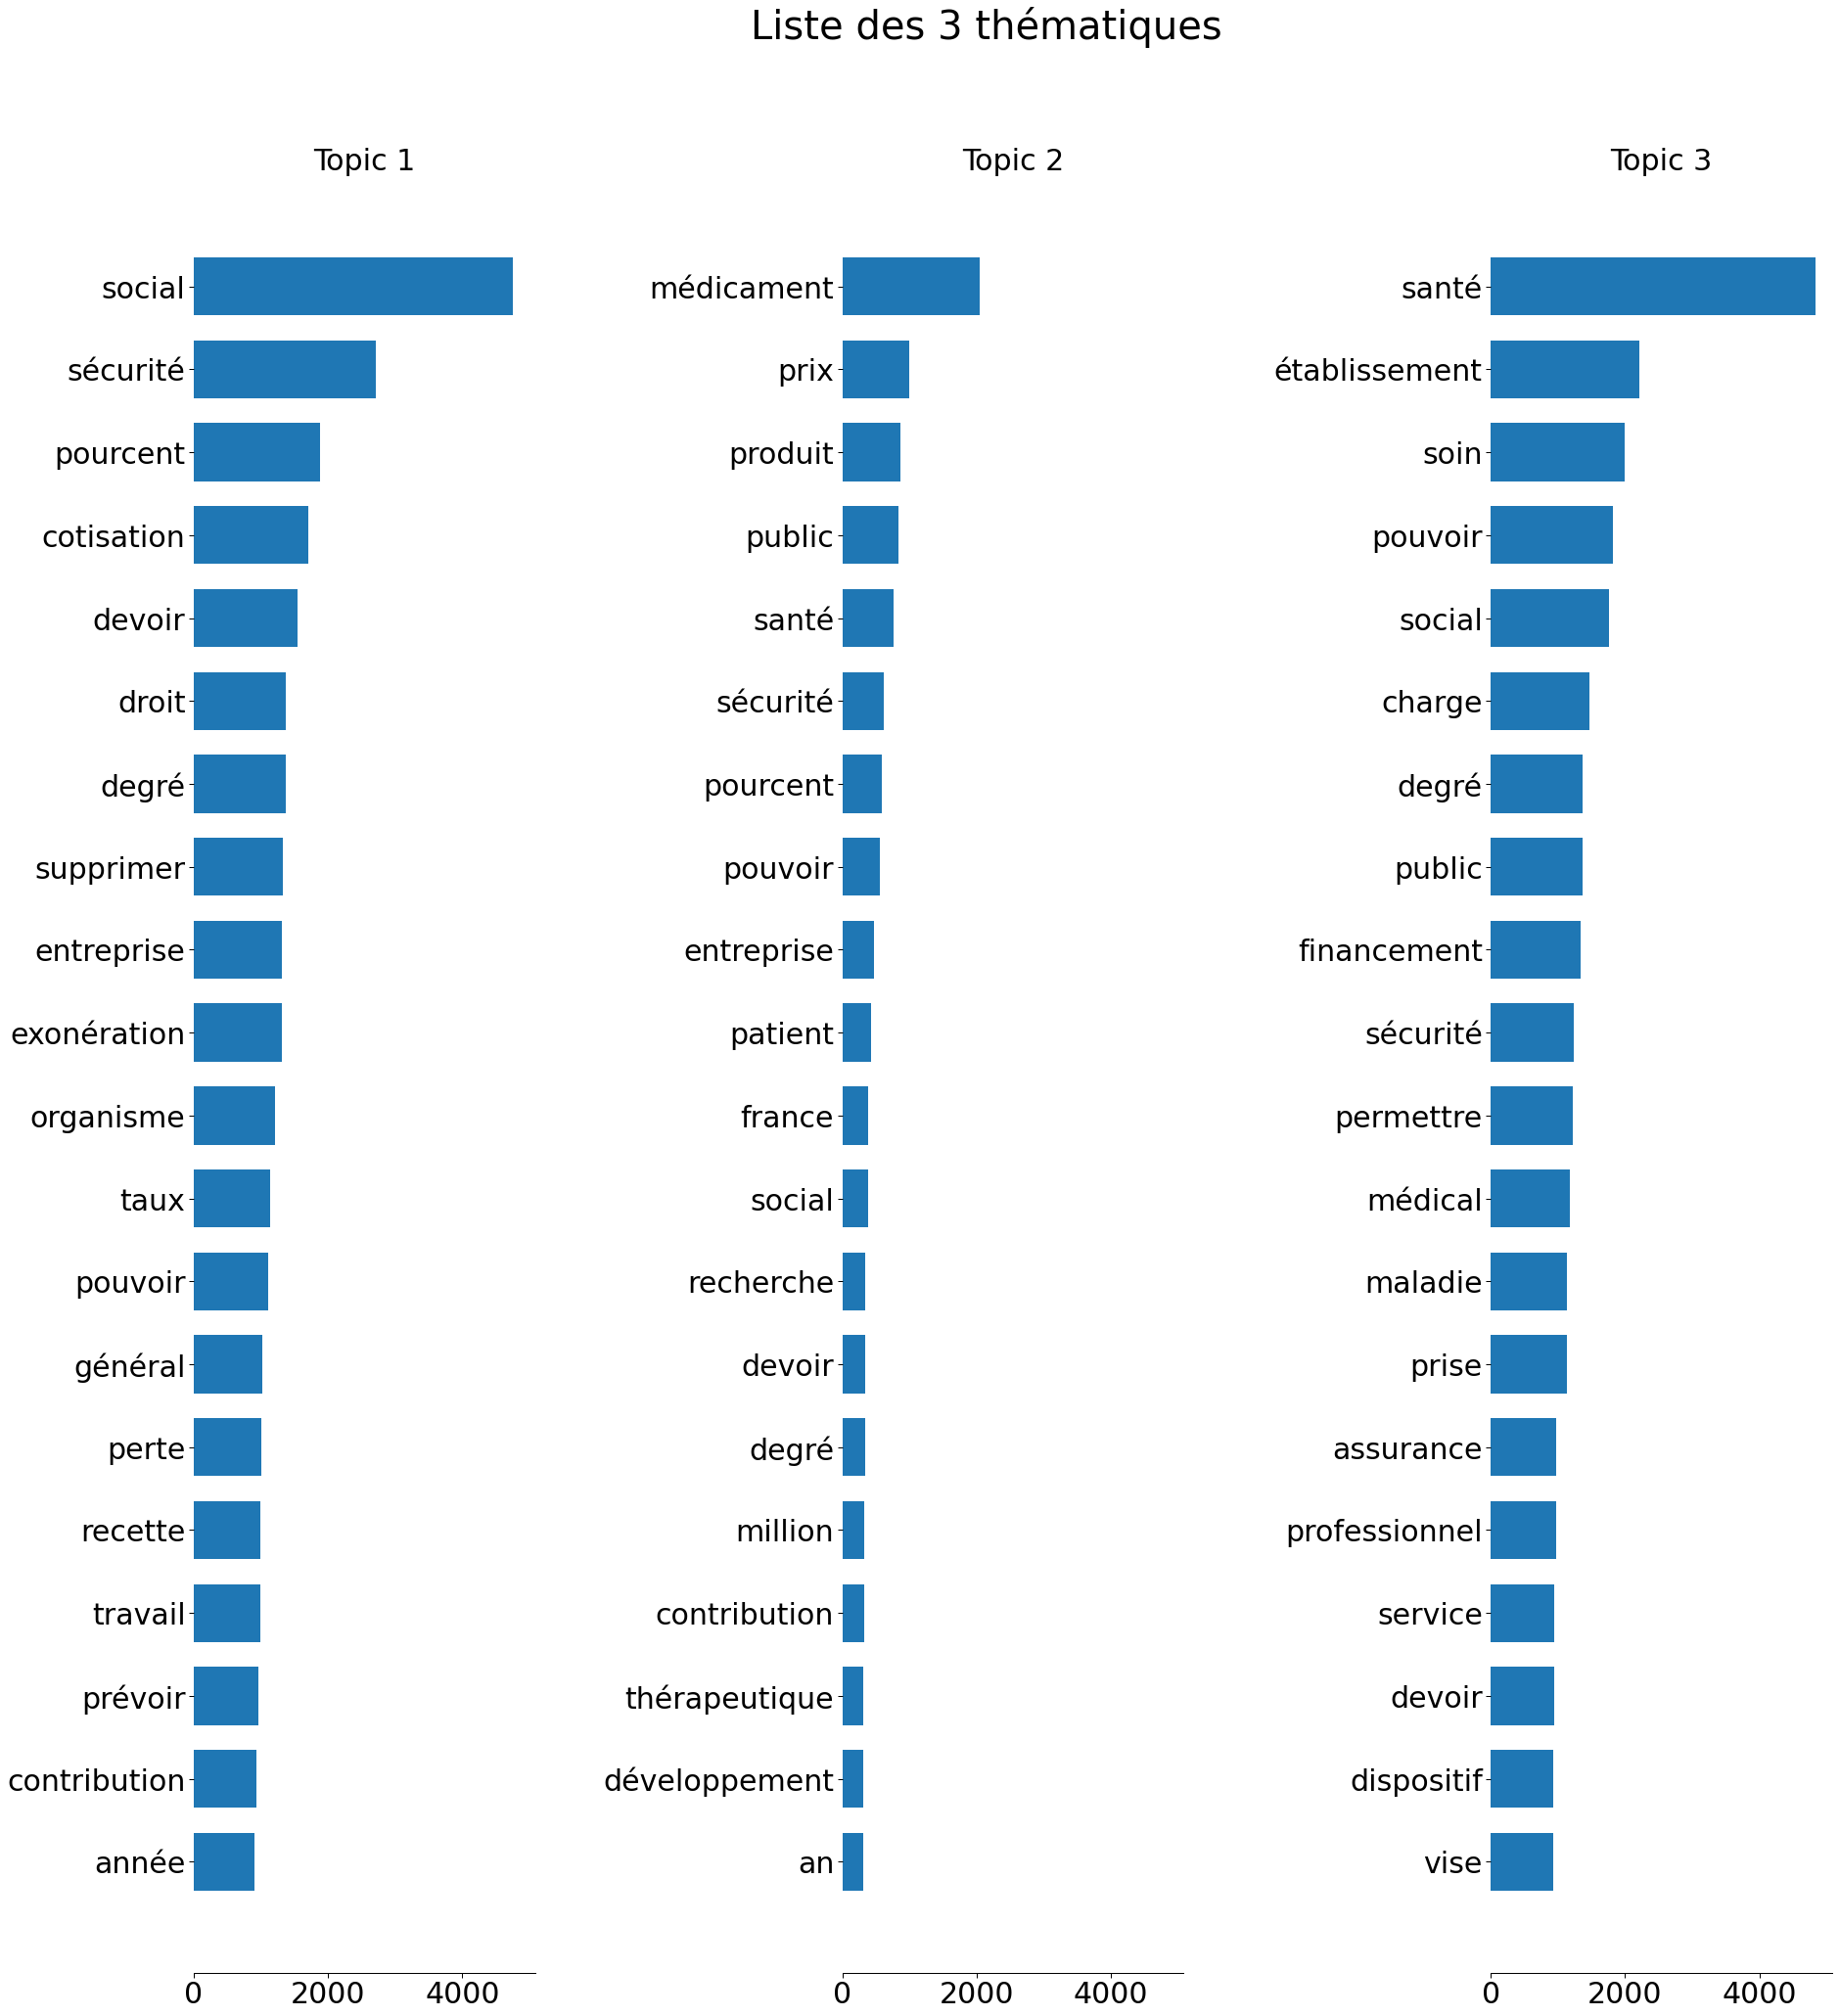 Liste des 3 thématiques
Topic 1
social
sécurité
pourcent
cotisation
devoir
droit
degré
supprimer
entreprise
exonération
organisme
taux
pouvoir
général
perte
recette
travail
prévoir
contribution
année
0 2000 4000
Topic 2
médicament
prix
produit
public
santé
sécurité
pourcent
pouvoir
entreprise
patient
france
social
recherche
devoir
degré
million
contribution
thérapeutique
développement
an
0 2000 4000
Topic 3
santé
établissement
soin
pouvoir
social
charge
degré
public
financement
sécurité
permettre
médical
maladie
prise
assurance
professionnel
service
devoir
dispositif
vise
0 2000 4000